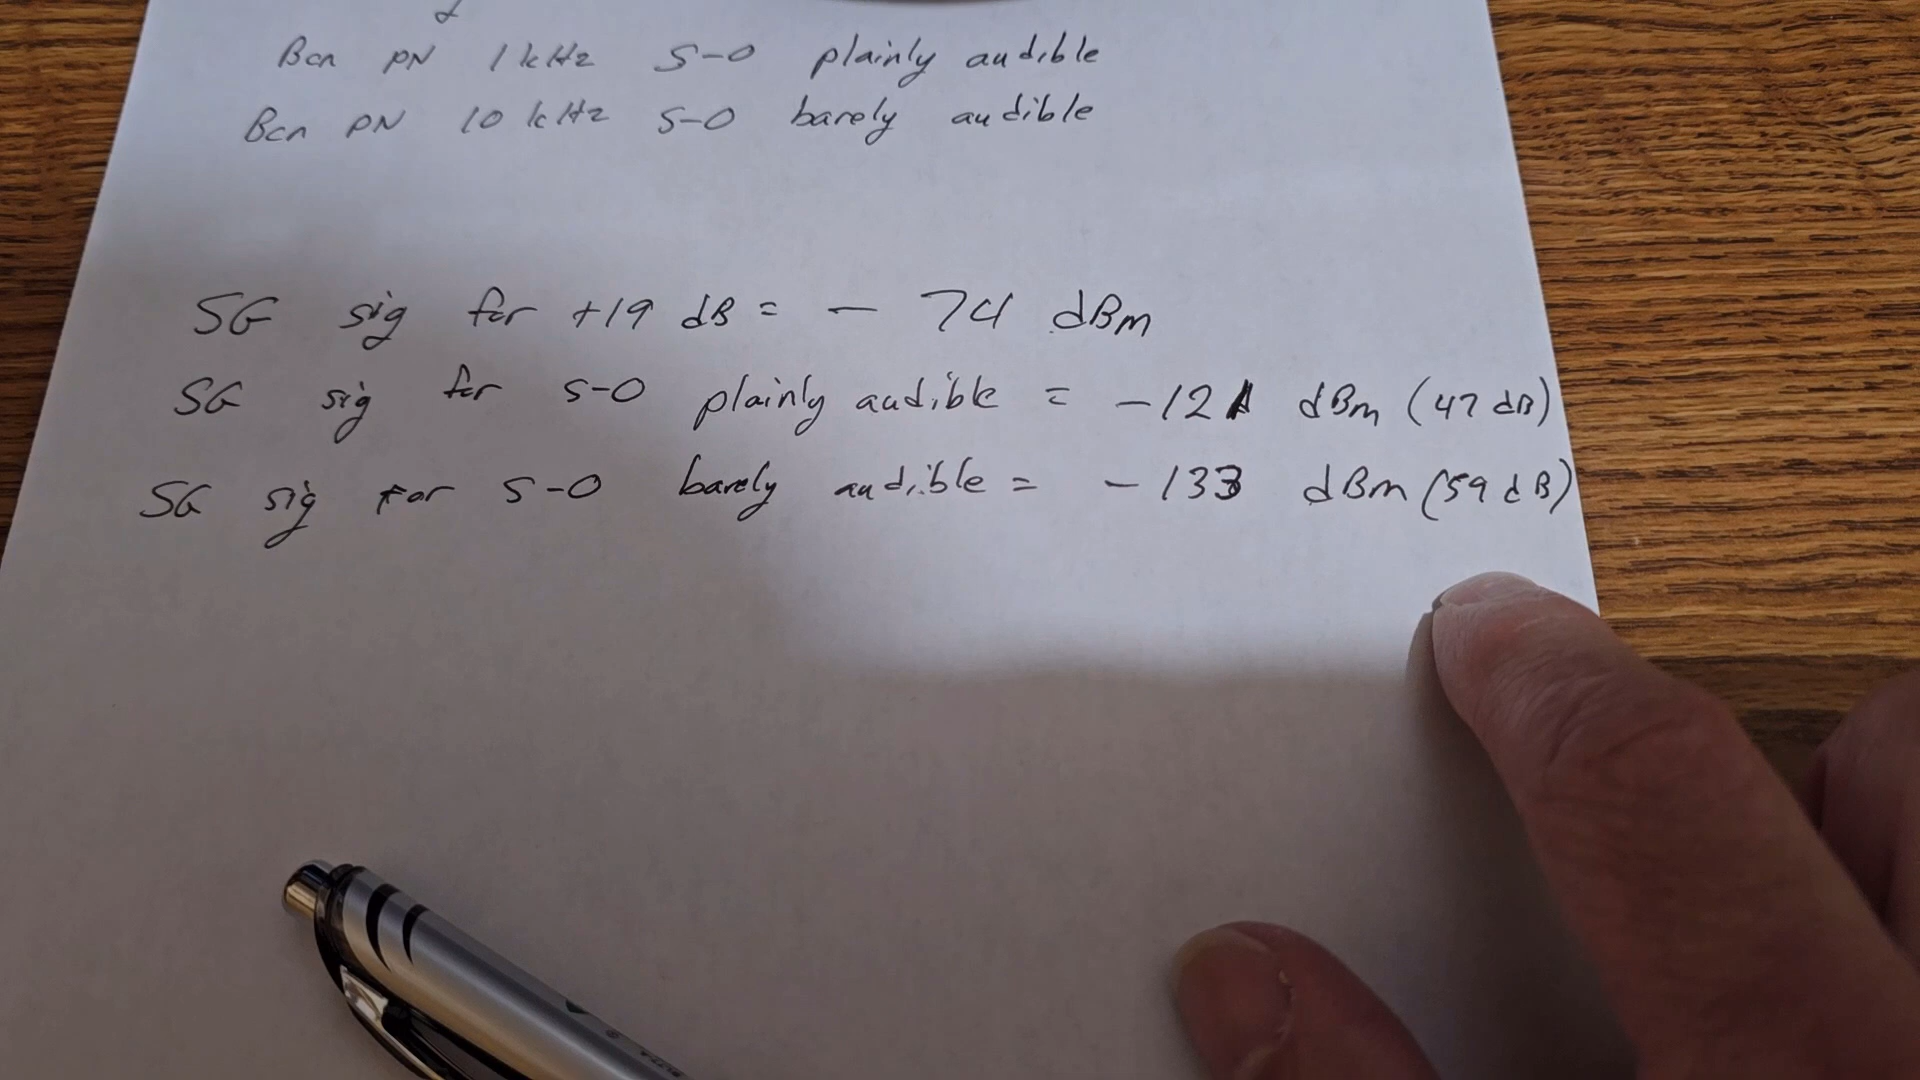 Bcn PN 1 kHz S-0 plainly audible
Bcn PN 10 kHz S-0 barely audible
SG sig for +19 dB = - 74 dBm
SG sig for S-0 plainly audible = -121 dBm (47 dB)
SG sig for S-0 barely audible = -133 dBm (59 dB)